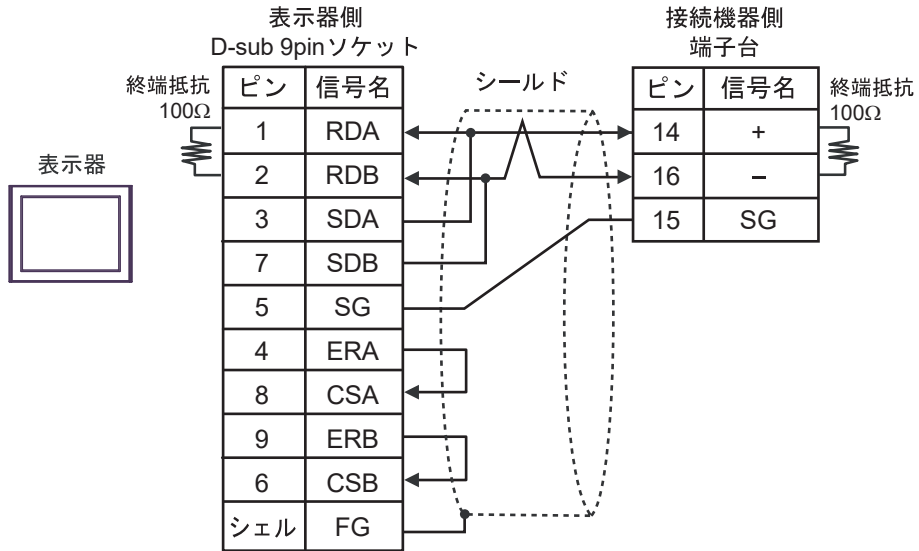 表示器側
D-sub 9pinソケット
接続機器側
端子台
終端抵抗
100Ω
ピン 信号名
1 RDA
2 RDB
3 SDA
7 SDB
5 SG
4 ERA
8 CSA
9 ERB
6 CSB
シェル FG
シールド
ピン 信号名
14 +
16 −
15 SG
終端抵抗
100Ω
表示器